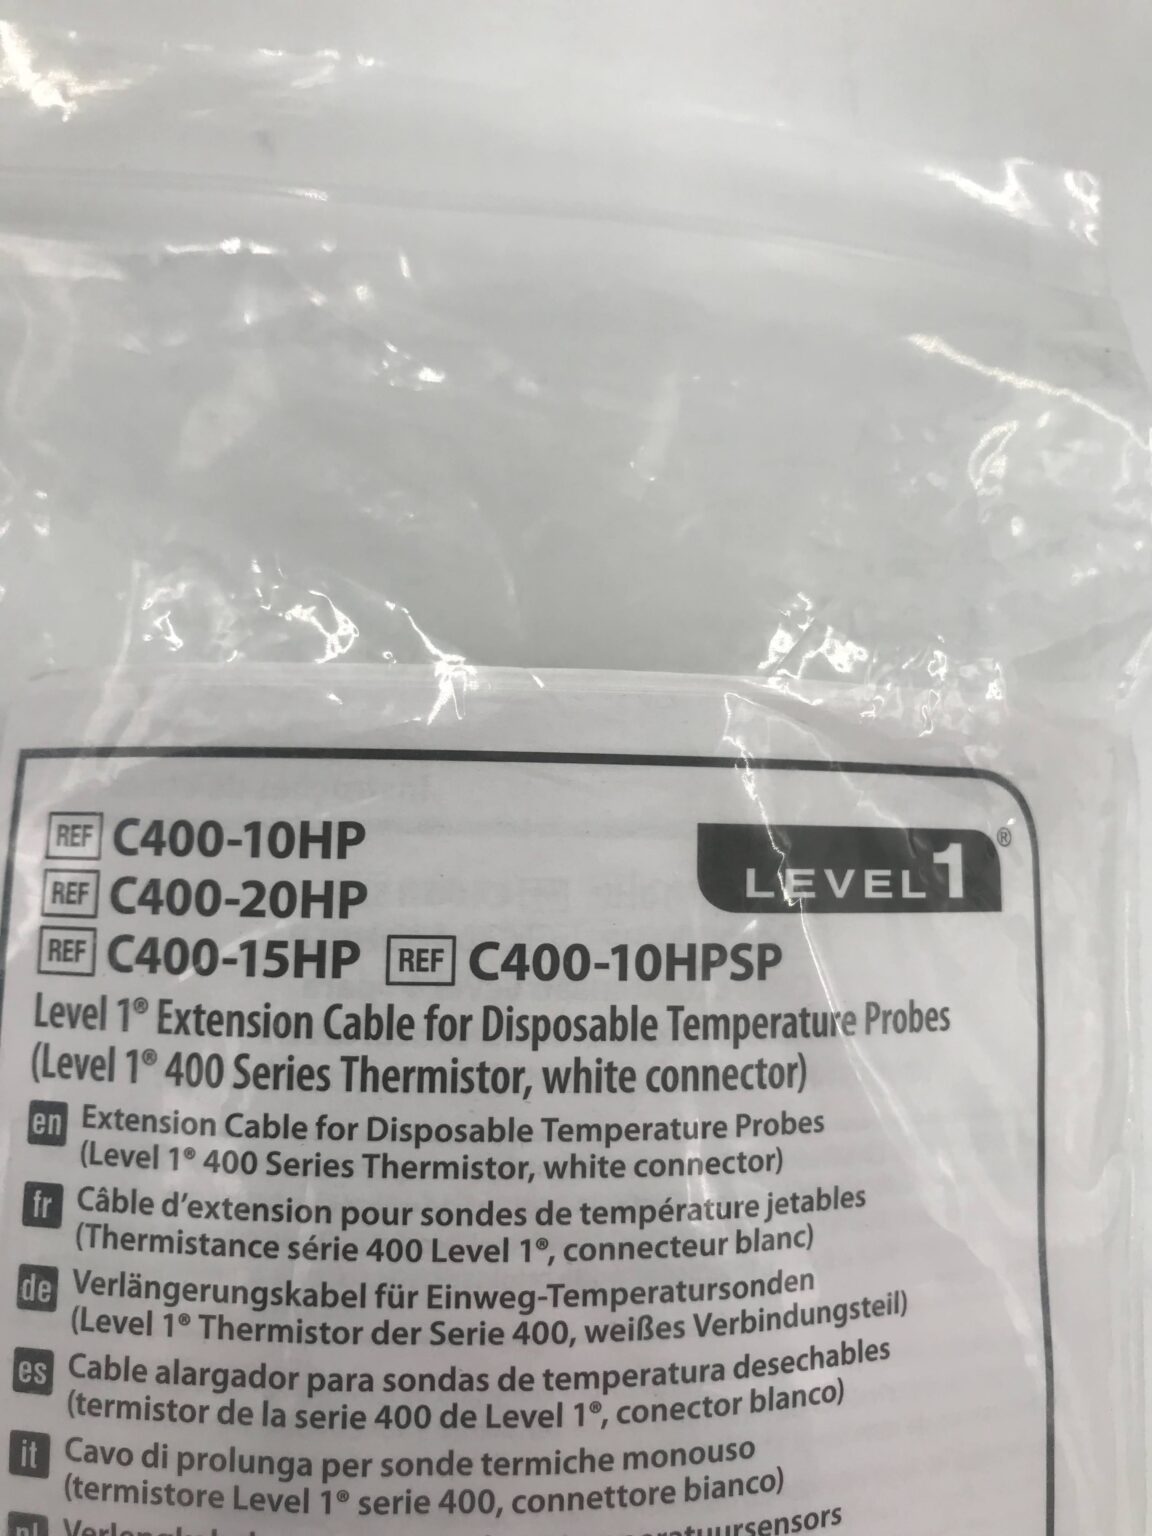 REF C400-10HP
LEVEL 1®
REF C400-20HP
REF C400-15HP REF C400-10HPSP
Level 1® Extension Cable for Disposable Temperature Probes
(Level 1® 400 Series Thermistor, white connector)
en Extension Cable for Disposable Temperature Probes
(Level 1® 400 Series Thermistor, white connector)
fr Câble d'extension pour sondes de température jetables
(Thermistance série 400 Level 1®, connecteur blanc)
de Verlängerungskabel für Einweg-Temperatursonden
(Level 1® Thermistor der Serie 400, weißes Verbindungsteil)
es Cable alargador para sondas de temperatura desechables
(termistor de la serie 400 de Level 1®, conector blanco)
it Cavo di prolunga per sonde termiche monouso
(termistore Level 1® serie 400, connettore bianco)
nl